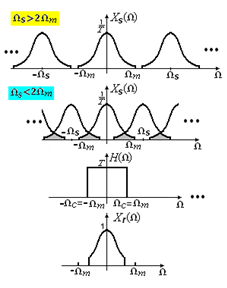 Ωs>2Ωm
Xs(Ω)
1/T
... ...
-Ωs -Ωm Ωm Ωs Ω
Ωs<2Ωm
Xs(Ω)
1/T
... ...
-Ωs Ωs
-Ωm Ωm Ω
H(Ω)
T
...
-Ωc=-Ωm Ωc=Ωm Ω
Xr(Ω)
1
-Ωm Ωm Ω